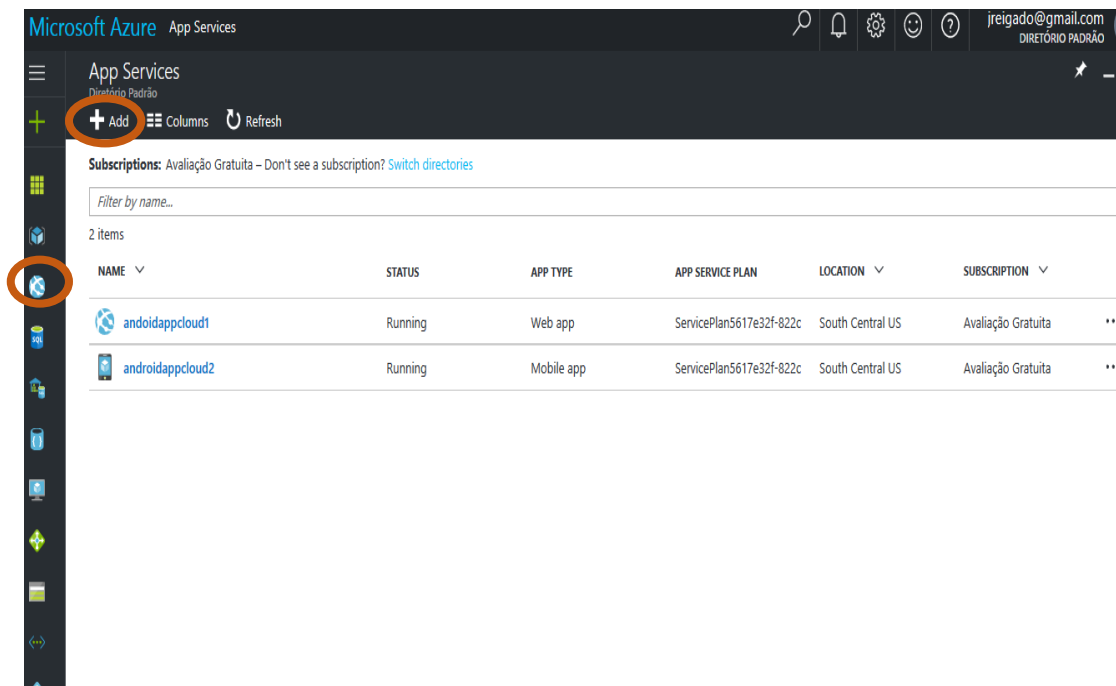 Microsoft Azure App Services
jreigado@gmail.com
DIRETÓRIO PADRÃO
App Services
Diretório Padrão
Add Columns Refresh
Subscriptions: Avaliação Gratuita – Don't see a subscription? Switch directories
Filter by name...
2 items
NAME STATUS APP TYPE APP SERVICE PLAN LOCATION SUBSCRIPTION
andoidappcloud1 Running Web app ServicePlan5617e32f-822c South Central US Avaliação Gratuita
androidappcloud2 Running Mobile app ServicePlan5617e32f-822c South Central US Avaliação Gratuita
SQL